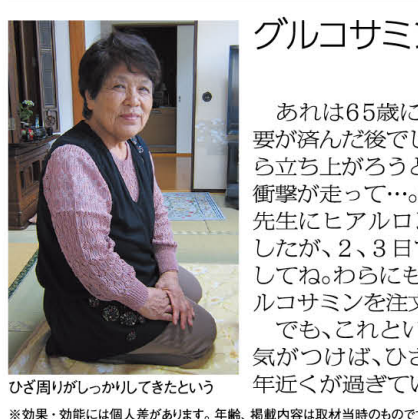 グルコサミン
あれは65歳に
要が済んだ後でし
ら立ち上がろうと
衝撃が走って…。
先生にヒアルロン
したが、2、3日で
してね。わらにも
ルコサミンを注文
でも、これとい
気がつけば、ひざ
年近くが過ぎてい
ひざ周りがしっかりしてきたという
※効果・効能には個人差があります。年齢、掲載内容は取材当時のもので